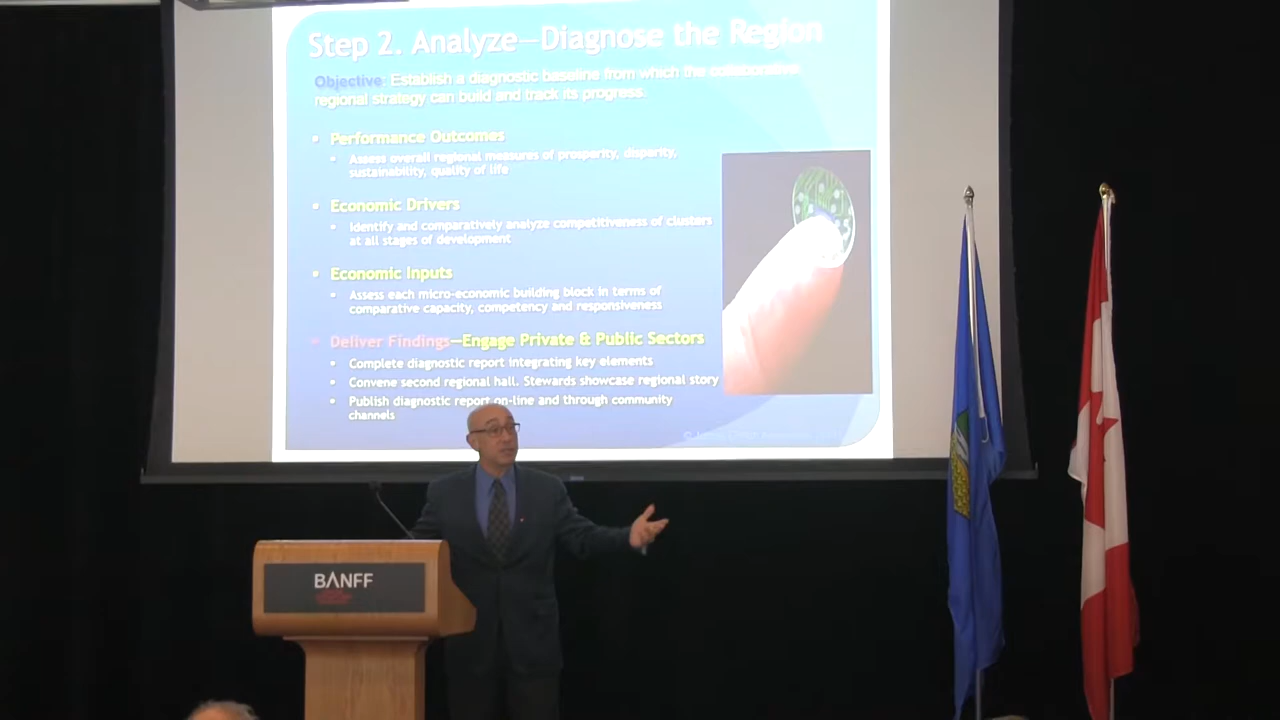 Step 2. Analyze—Diagnose the Region
Objective: Establish a diagnostic baseline from which the collaborative
regional strategy can build and track its progress.
• Performance Outcomes
• Assess overall regional measures of prosperity, disparity,
sustainability, quality of life
• Economic Drivers
• Identify and comparatively analyze competitiveness of clusters
at all stages of development
• Economic Inputs
• Assess each micro-economic building block in terms of
comparative capacity, competency and responsiveness
• Deliver Findings—Engage Private & Public Sectors
• Complete diagnostic report integrating key elements
• Convene second regional hall. Stewards showcase regional story
• Publish diagnostic report on-line and through community
channels
BANFF